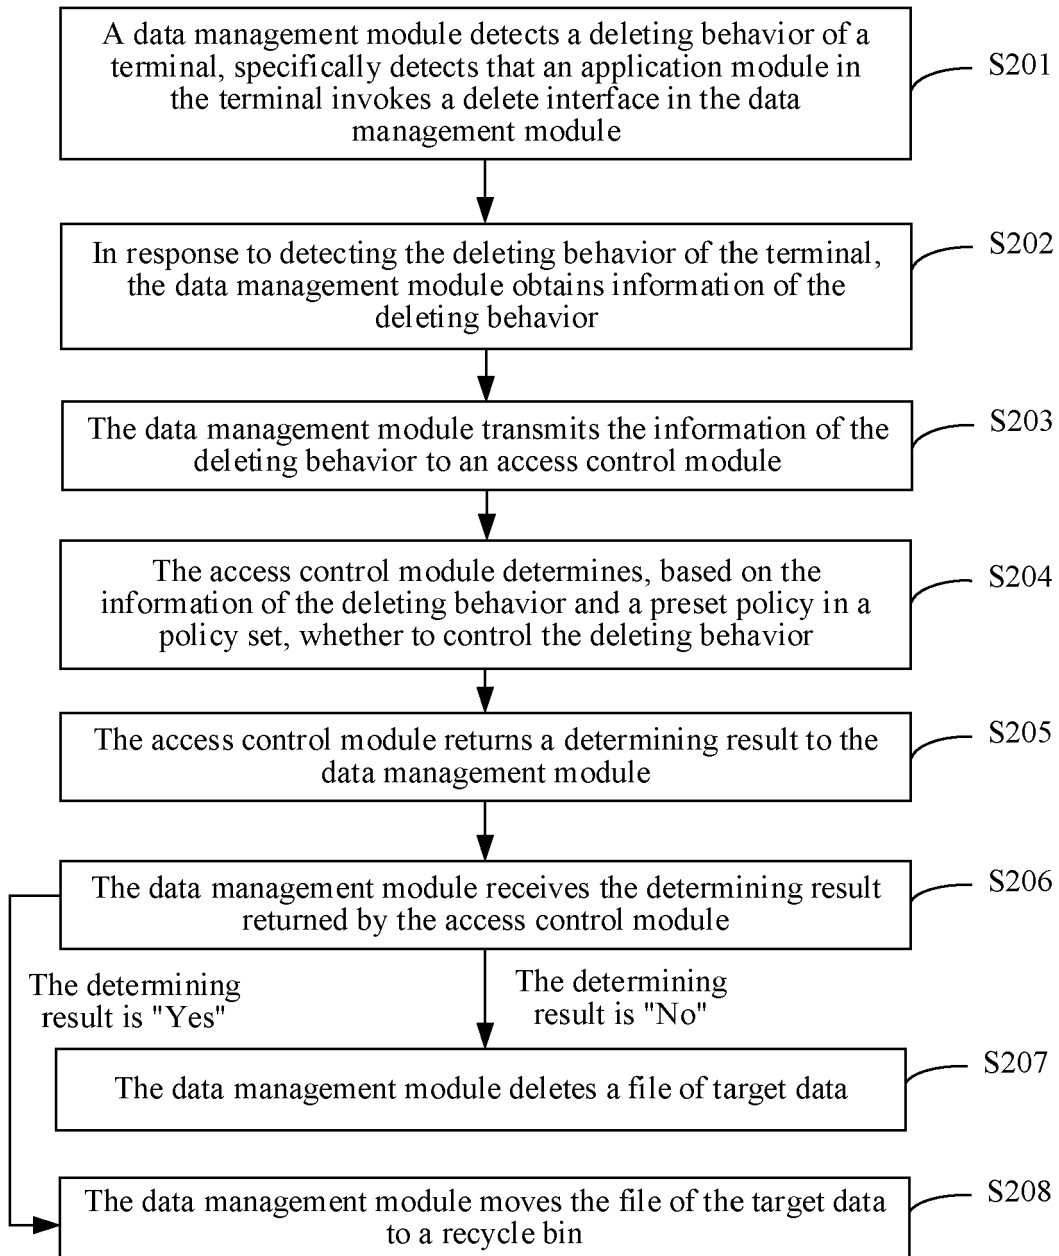 A data management module detects a deleting behavior of a
terminal, specifically detects that an application module in
the terminal invokes a delete interface in the data
management module
S201
In response to detecting the deleting behavior of the terminal,
the data management module obtains information of the
deleting behavior
S202
The data management module transmits the information of the
deleting behavior to an access control module
S203
The access control module determines, based on the
information of the deleting behavior and a preset policy in a
policy set, whether to control the deleting behavior
S204
The access control module returns a determining result to the
data management module
S205
The data management module receives the determining result
returned by the access control module
S206
The determining
result is "Yes"
The determining
result is "No"
The data management module deletes a file of target data
S207
The data management module moves the file of the target data
to a recycle bin
S208